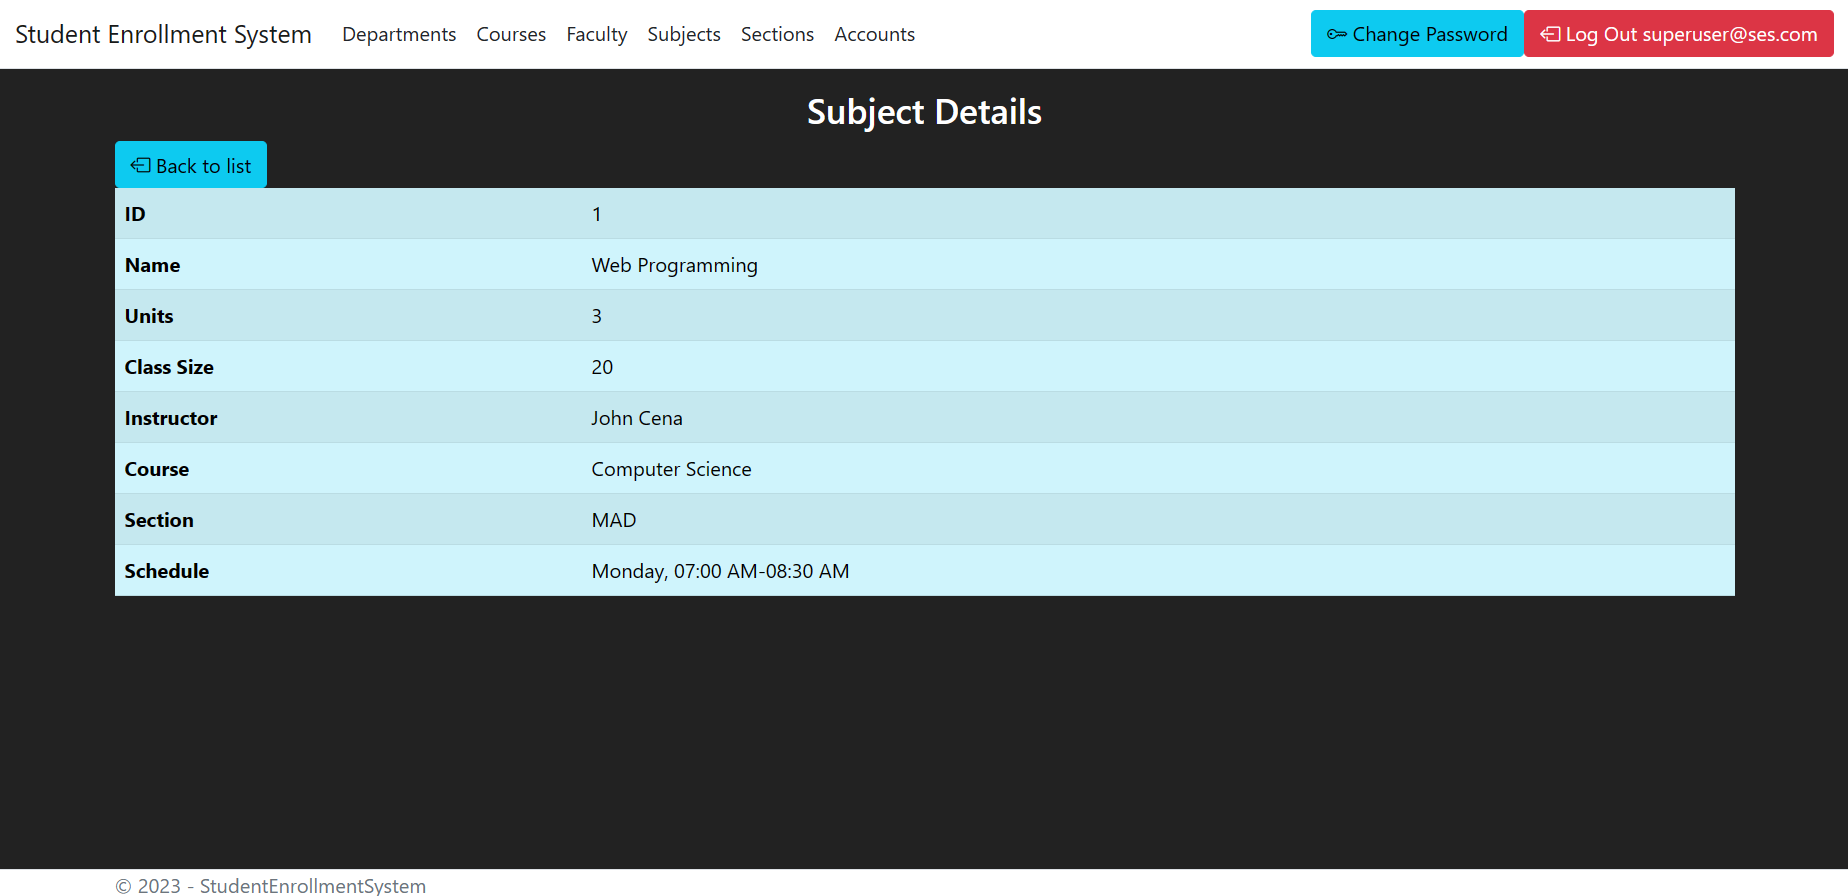 Student Enrollment System Departments Courses Faculty Subjects Sections Accounts Change Password Log Out superuser@ses.com
Subject Details
Back to list
ID 1
Name Web Programming
Units 3
Class Size 20
Instructor John Cena
Course Computer Science
Section MAD
Schedule Monday, 07:00 AM-08:30 AM
© 2023 - StudentEnrollmentSystem